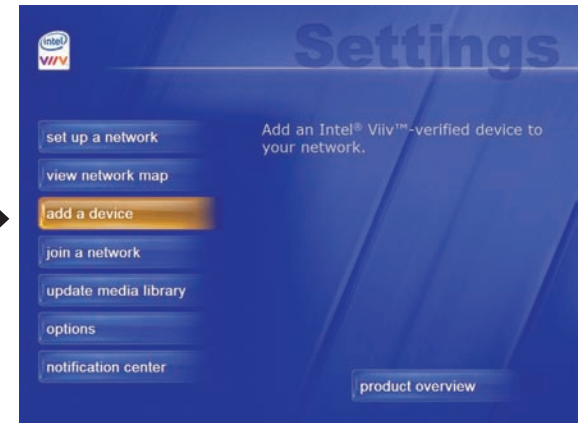 intel
VIIV
Settings
set up a network
view network map
add a device
join a network
update media library
options
notification center
Add an Intel® Viiv™-verified device to
your network.
product overview